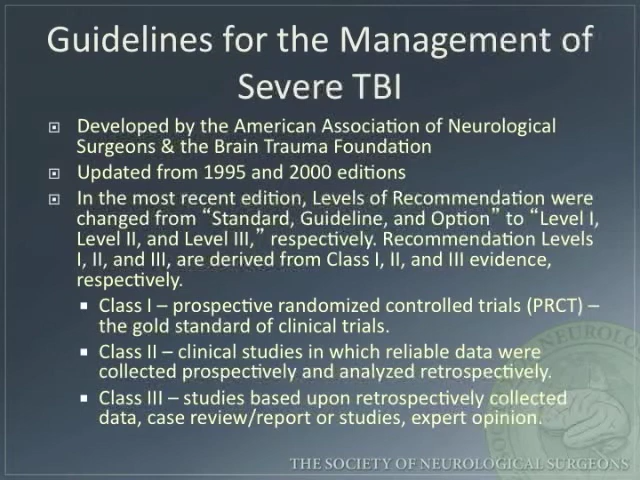 Guidelines for the Management of
Severe TBI
Developed by the American Association of Neurological
Surgeons & the Brain Trauma Foundation
Updated from 1995 and 2000 editions
In the most recent edition, Levels of Recommendation were
changed from “Standard, Guideline, and Option” to “Level I,
Level II, and Level III,” respectively. Recommendation Levels
I, II, and III, are derived from Class I, II, and III evidence,
respectively.
Class I – prospective randomized controlled trials (PRCT) –
the gold standard of clinical trials.
Class II – clinical studies in which reliable data were
collected prospectively and analyzed retrospectively.
Class III – studies based upon retrospectively collected
data, case review/report or studies, expert opinion.
THE SOCIETY OF NEUROLOGICAL SURGEONS